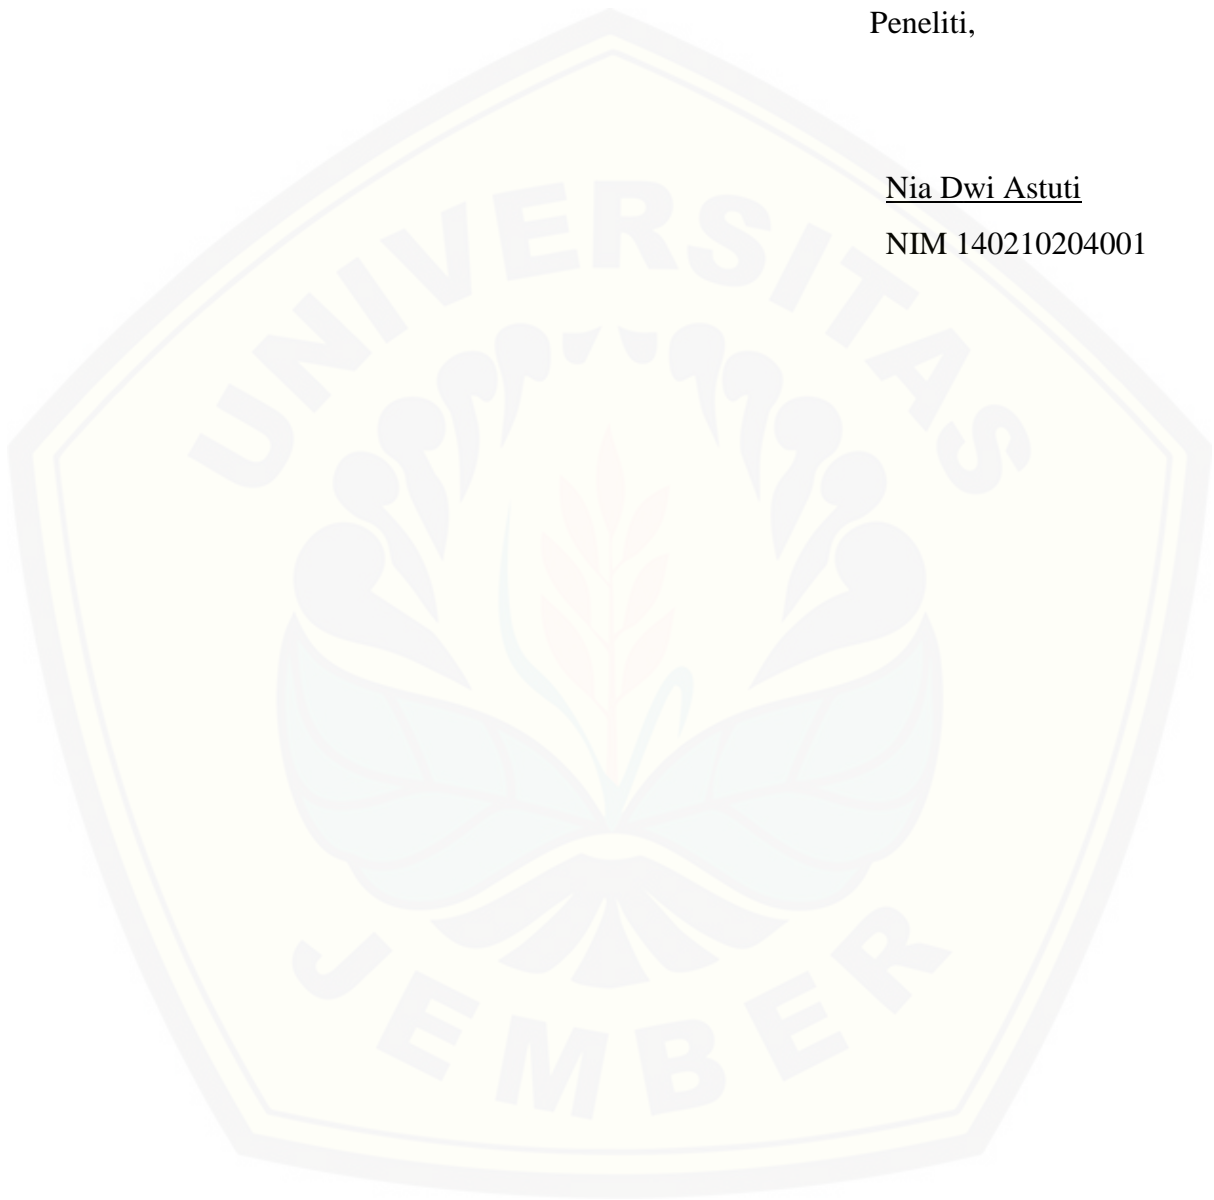 Peneliti,
Nia Dwi Astuti
NIM 140210204001
UNIVERSITAS
JEMBER